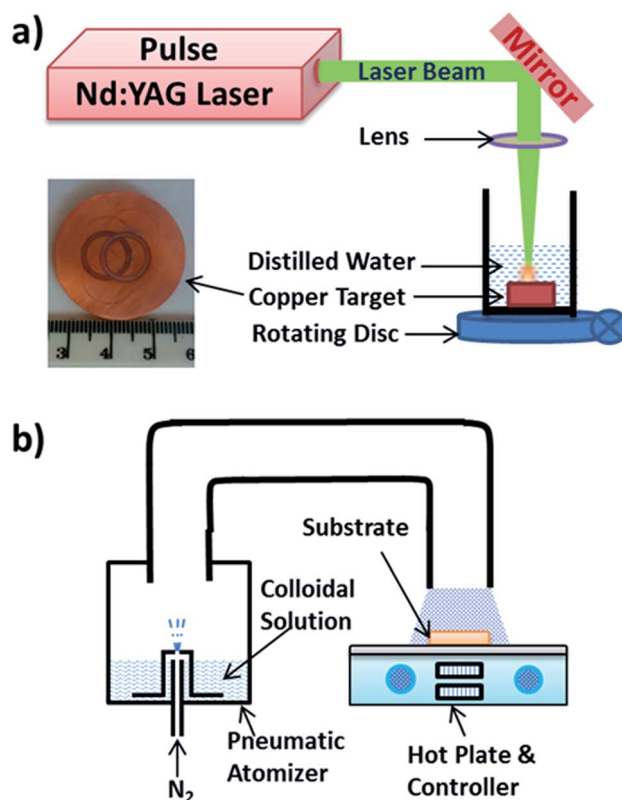 a)
Pulse
Nd:YAG Laser
Laser Beam
Mirror
Lens
Distilled Water
Copper Target
Rotating Disc
3 4 5 6
b)
Substrate
Colloidal
Solution
Pneumatic
Atomizer
N₂
Hot Plate &
Controller